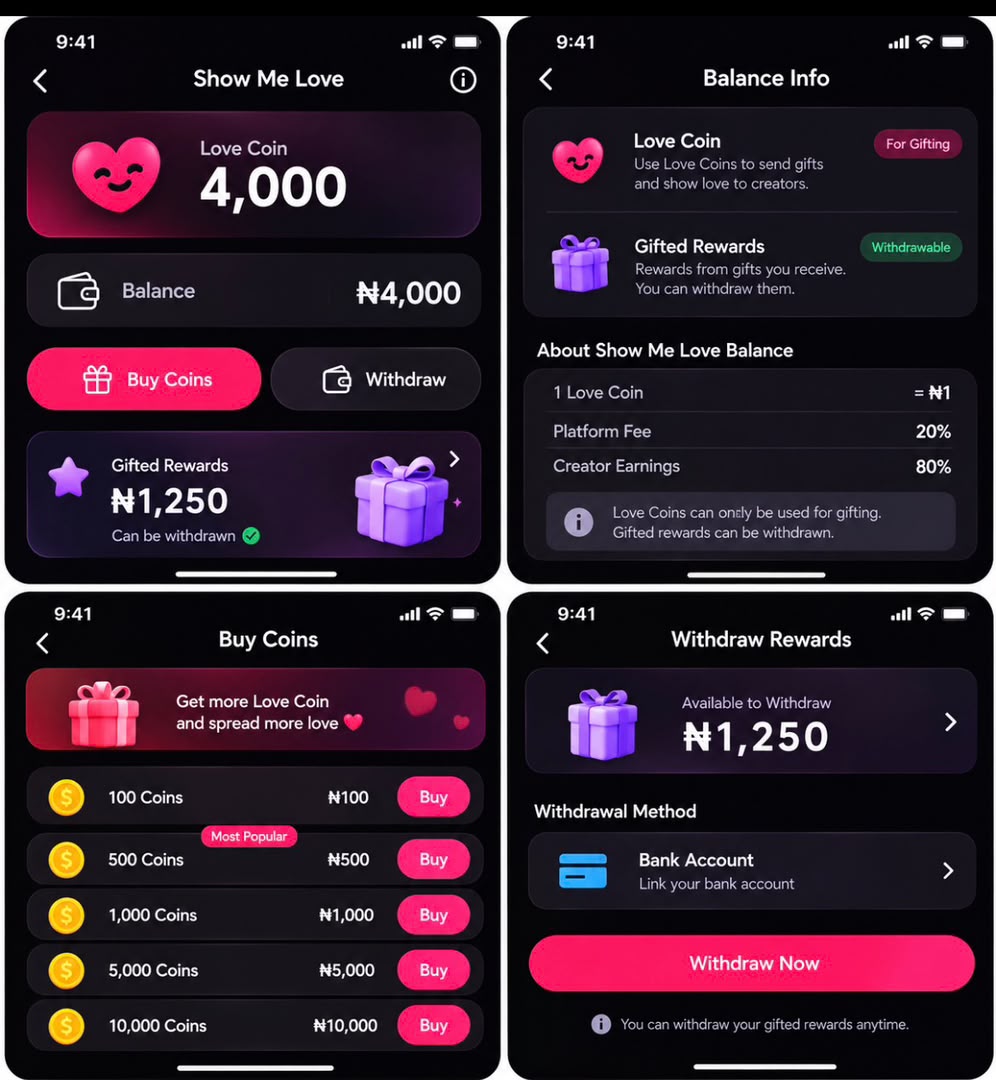 9:41
Show Me Love
Love Coin
4,000
Balance
₦4,000
Buy Coins
Withdraw
Gifted Rewards
₦1,250
Can be withdrawn
9:41
Balance Info
Love Coin
For Gifting
Use Love Coins to send gifts
and show love to creators.
Gifted Rewards
Withdrawable
Rewards from gifts you receive.
You can withdraw them.
About Show Me Love Balance
1 Love Coin
= ₦1
Platform Fee
20%
Creator Earnings
80%
Love Coins can only be used for gifting.
Gifted rewards can be withdrawn.
9:41
Buy Coins
Get more Love Coin
and spread more love
100 Coins
₦100
Buy
Most Popular
500 Coins
₦500
Buy
1,000 Coins
₦1,000
Buy
5,000 Coins
₦5,000
Buy
10,000 Coins
₦10,000
Buy
9:41
Withdraw Rewards
Available to Withdraw
₦1,250
Withdrawal Method
Bank Account
Link your bank account
Withdraw Now
You can withdraw your gifted rewards anytime.